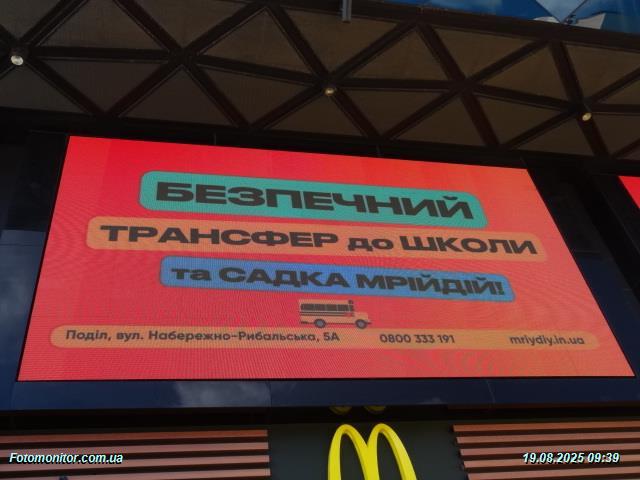 БЕЗПЕЧНИЙ
ТРАНСФЕР до ШКОЛИ
та САДКА МРІЙДІЙ!
Поділ, вул. Набережно-Рибальська, 5А 0800 333 191 mriydiy.in.ua
Fotomonitor.com.ua 19.08.2025 09:39